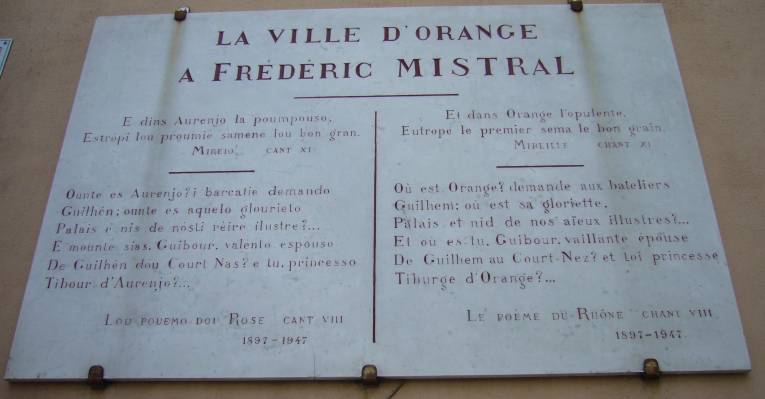 LA VILLE D'ORANGE
A FRÉDÉRIC MISTRAL
E dins Aurenjo la poumpouso,
Estròpi lou proumié samenè lou bon gran.
MIRÈIO CANT XI
Ounte es Aurenjo? i barcatié demando
Guilhèn; ounte es aquelo glourieto
Palais e nis de nòsti rèire ilustre?...
E mounte sias, Guibour, valènto espouso
De Guilhèn dou Court Nas? e tu, princesso
Tibour d'Aurenjo?...
LOU POUEMO DOU ROSE CANT VIII
1897-1947
Et dans Orange l'opulente,
Eutrope le premier sema le bon grain.
MIREILLE CHANT XI
Où est Orange? demande aux bateliers
Guilhem; où est sa gloriette,
Palais et nid de nos aïeux illustres?...
Et où es-tu, Guibour, vaillante épouse
De Guilhem au Court-Nez? et toi princesse
Tiburge d'Orange?...
LE POÈME DU RHÔNE CHANT VIII
1897-1947